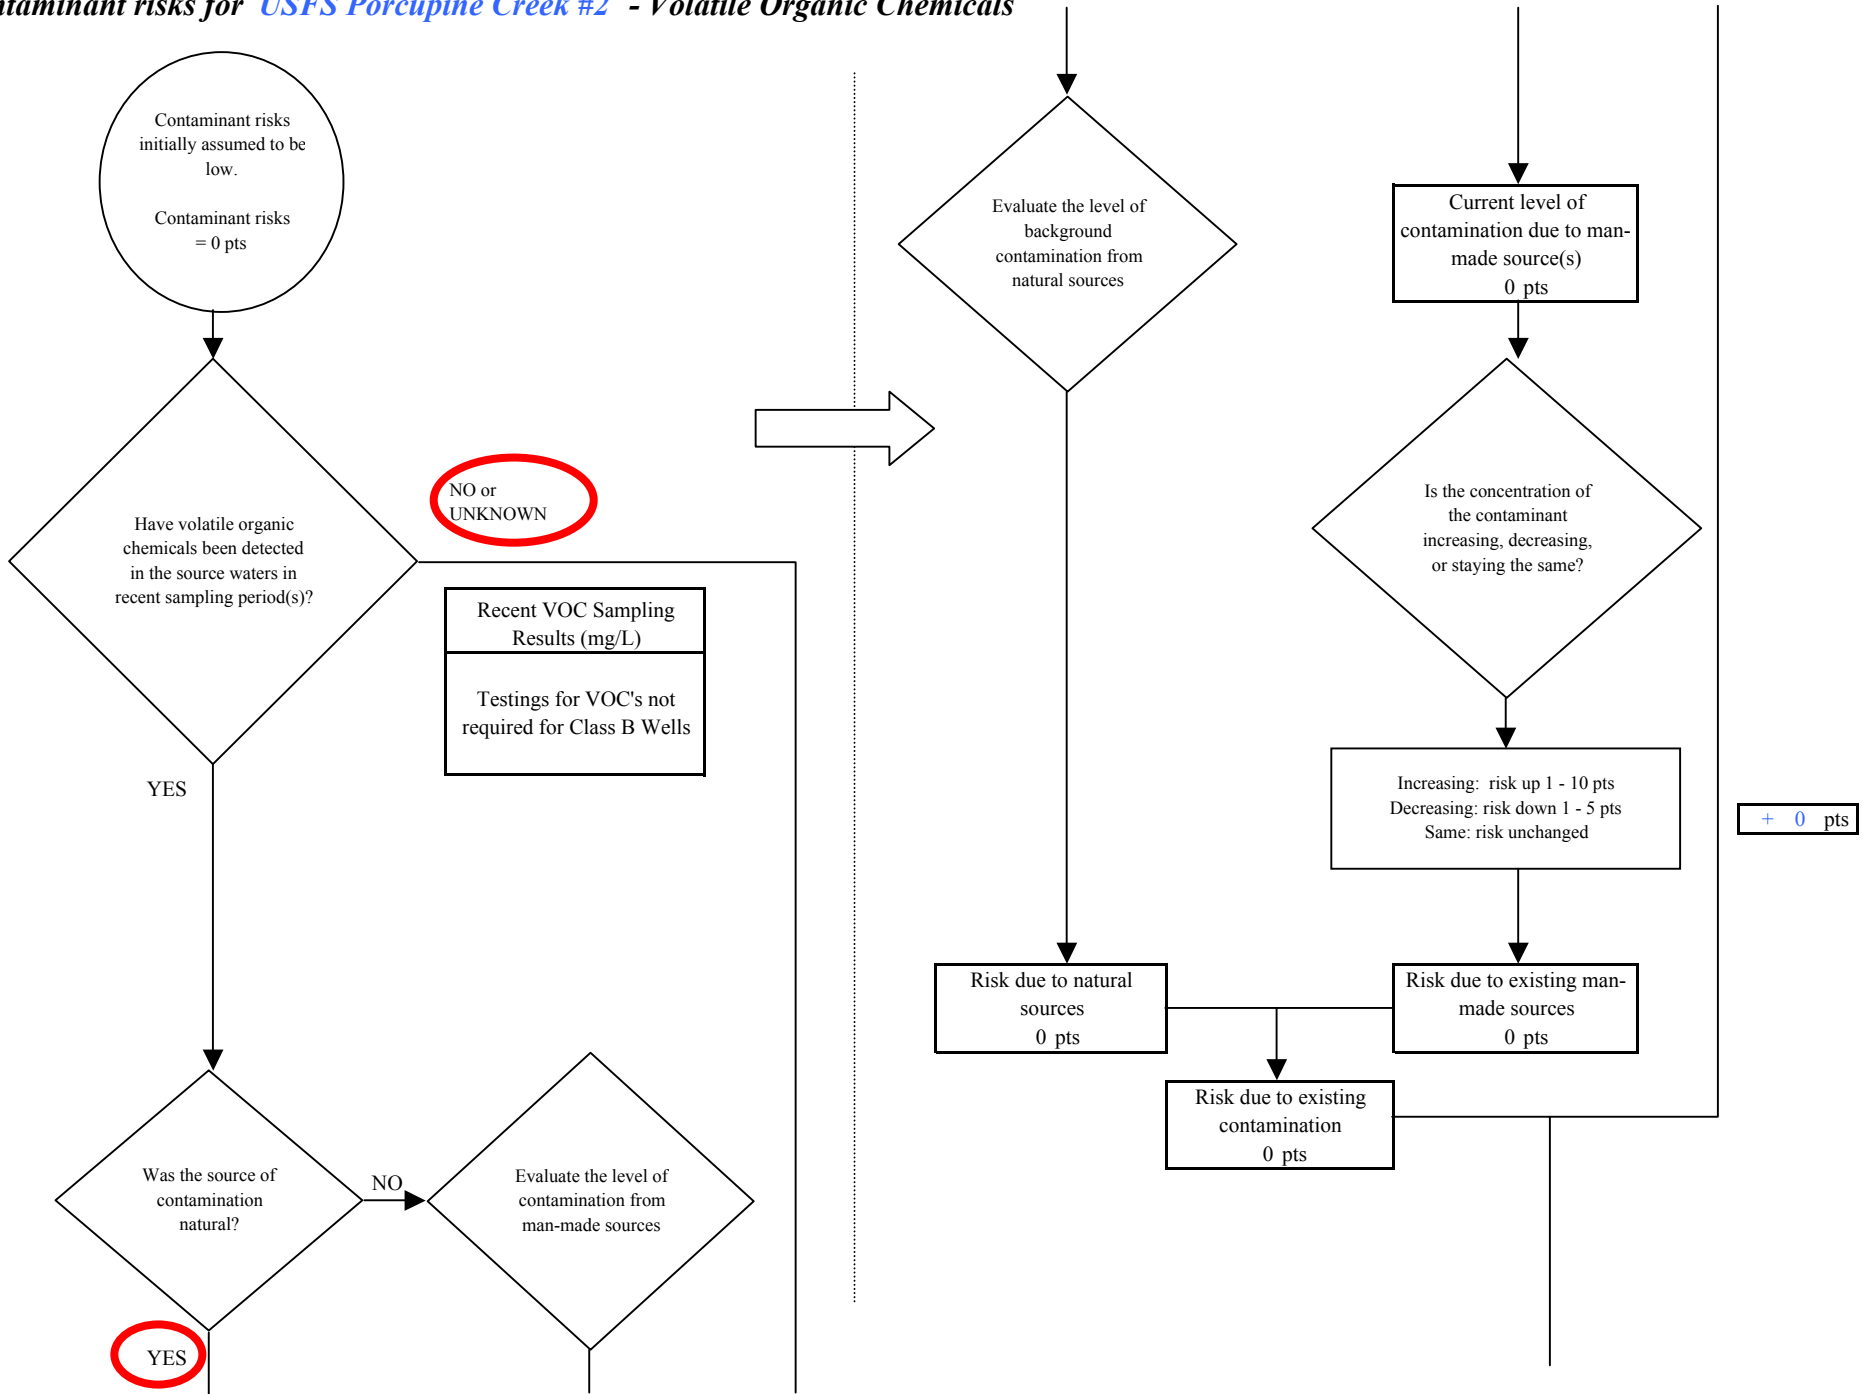 ntaminant risks for USFS Porcupine Creek #2 - Volatile Organic Chemicals
Contaminant risks
initially assumed to be
low.
Contaminant risks
= 0 pts
Have volatile organic
chemicals been detected
in the source waters in
recent sampling period(s)?
NO or
UNKNOWN
Recent VOC Sampling
Results (mg/L)
Testings for VOC's not
required for Class B Wells
YES
Was the source of
contamination
natural?
NO
Evaluate the level of
contamination from
man-made sources
YES
Evaluate the level of
background
contamination from
natural sources
Current level of
contamination due to man-
made source(s)
0 pts
Is the concentration of
the contaminant
increasing, decreasing,
or staying the same?
Increasing: risk up 1 - 10 pts
Decreasing: risk down 1 - 5 pts
Same: risk unchanged
+ 0 pts
Risk due to natural
sources
0 pts
Risk due to existing man-
made sources
0 pts
Risk due to existing
contamination
0 pts